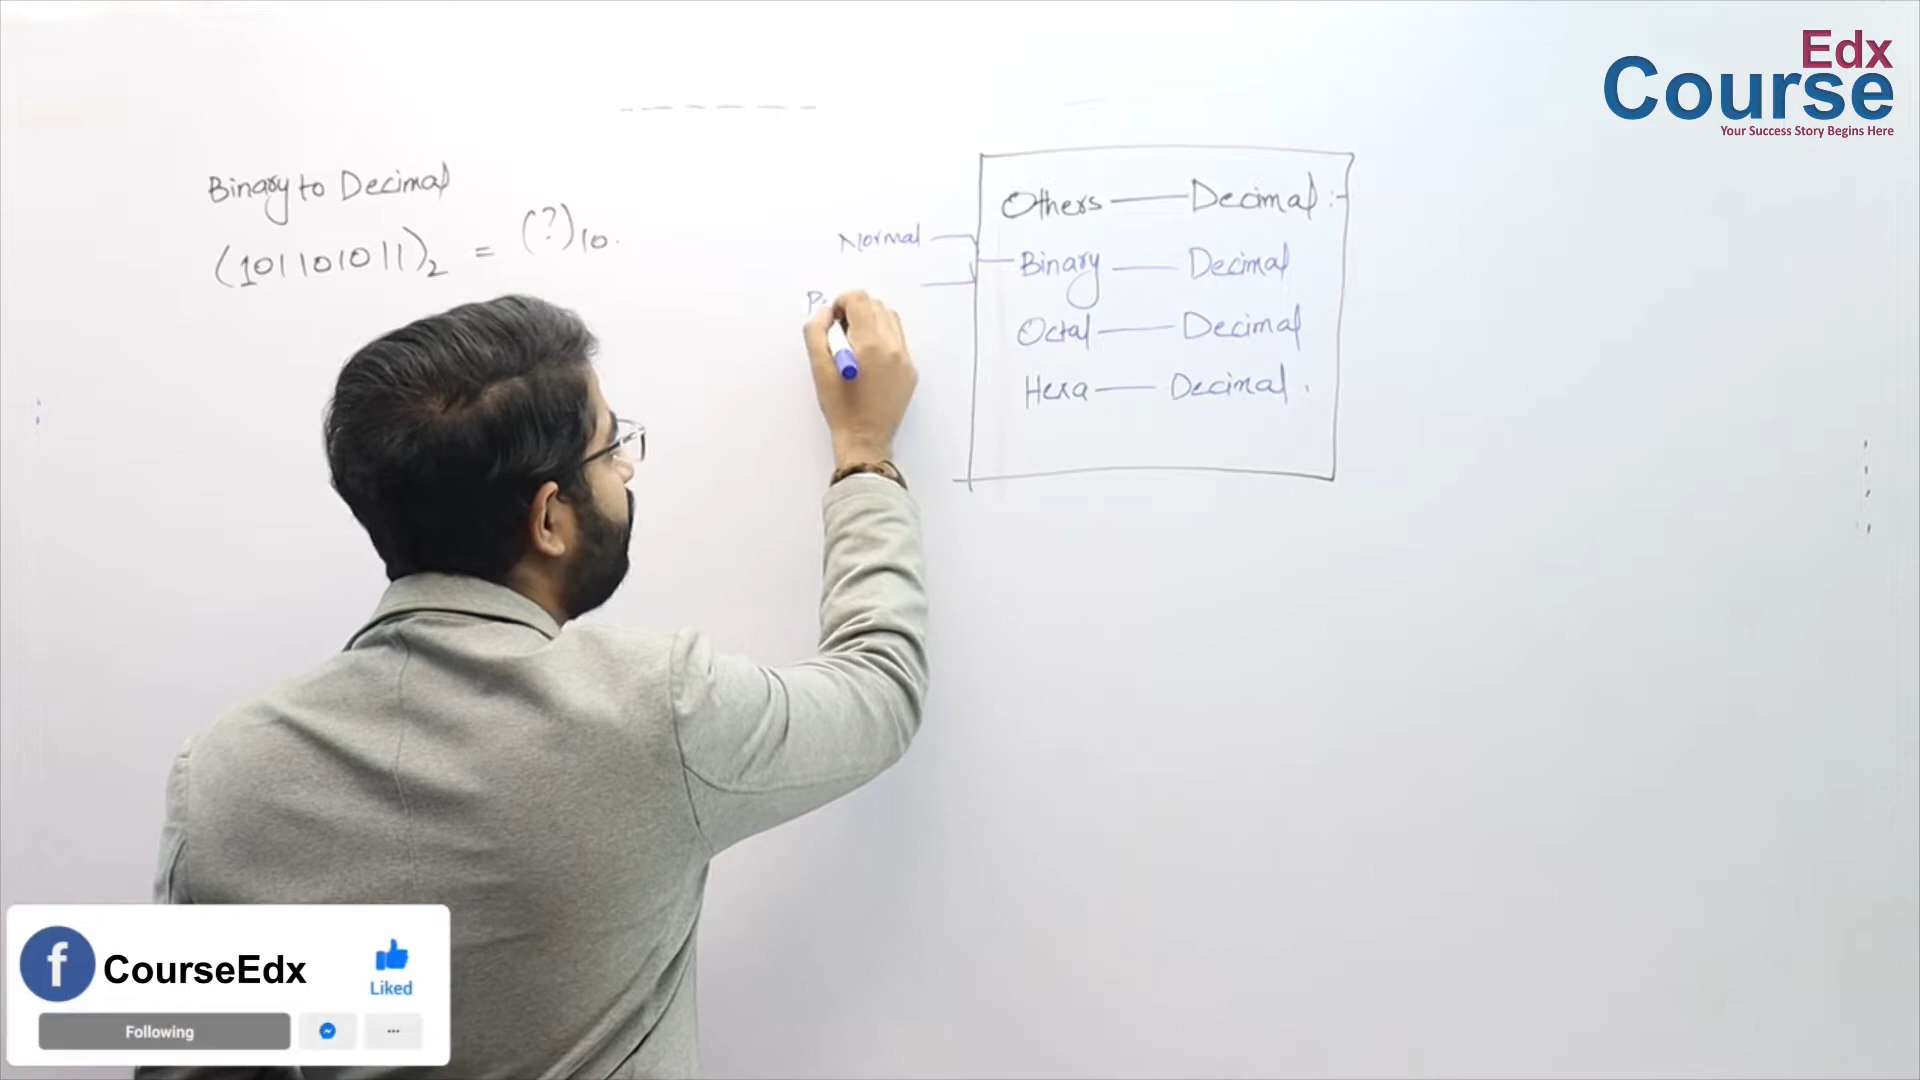 Edx
Course
Your Success Story Begins Here
Binary to Decimal
(101101011)₂ = (?)₁₀.
Others — Decimal :-
Normal
Binary — Decimal
Octal — Decimal
Hexa — Decimal .
f CourseEdx
Liked
Following